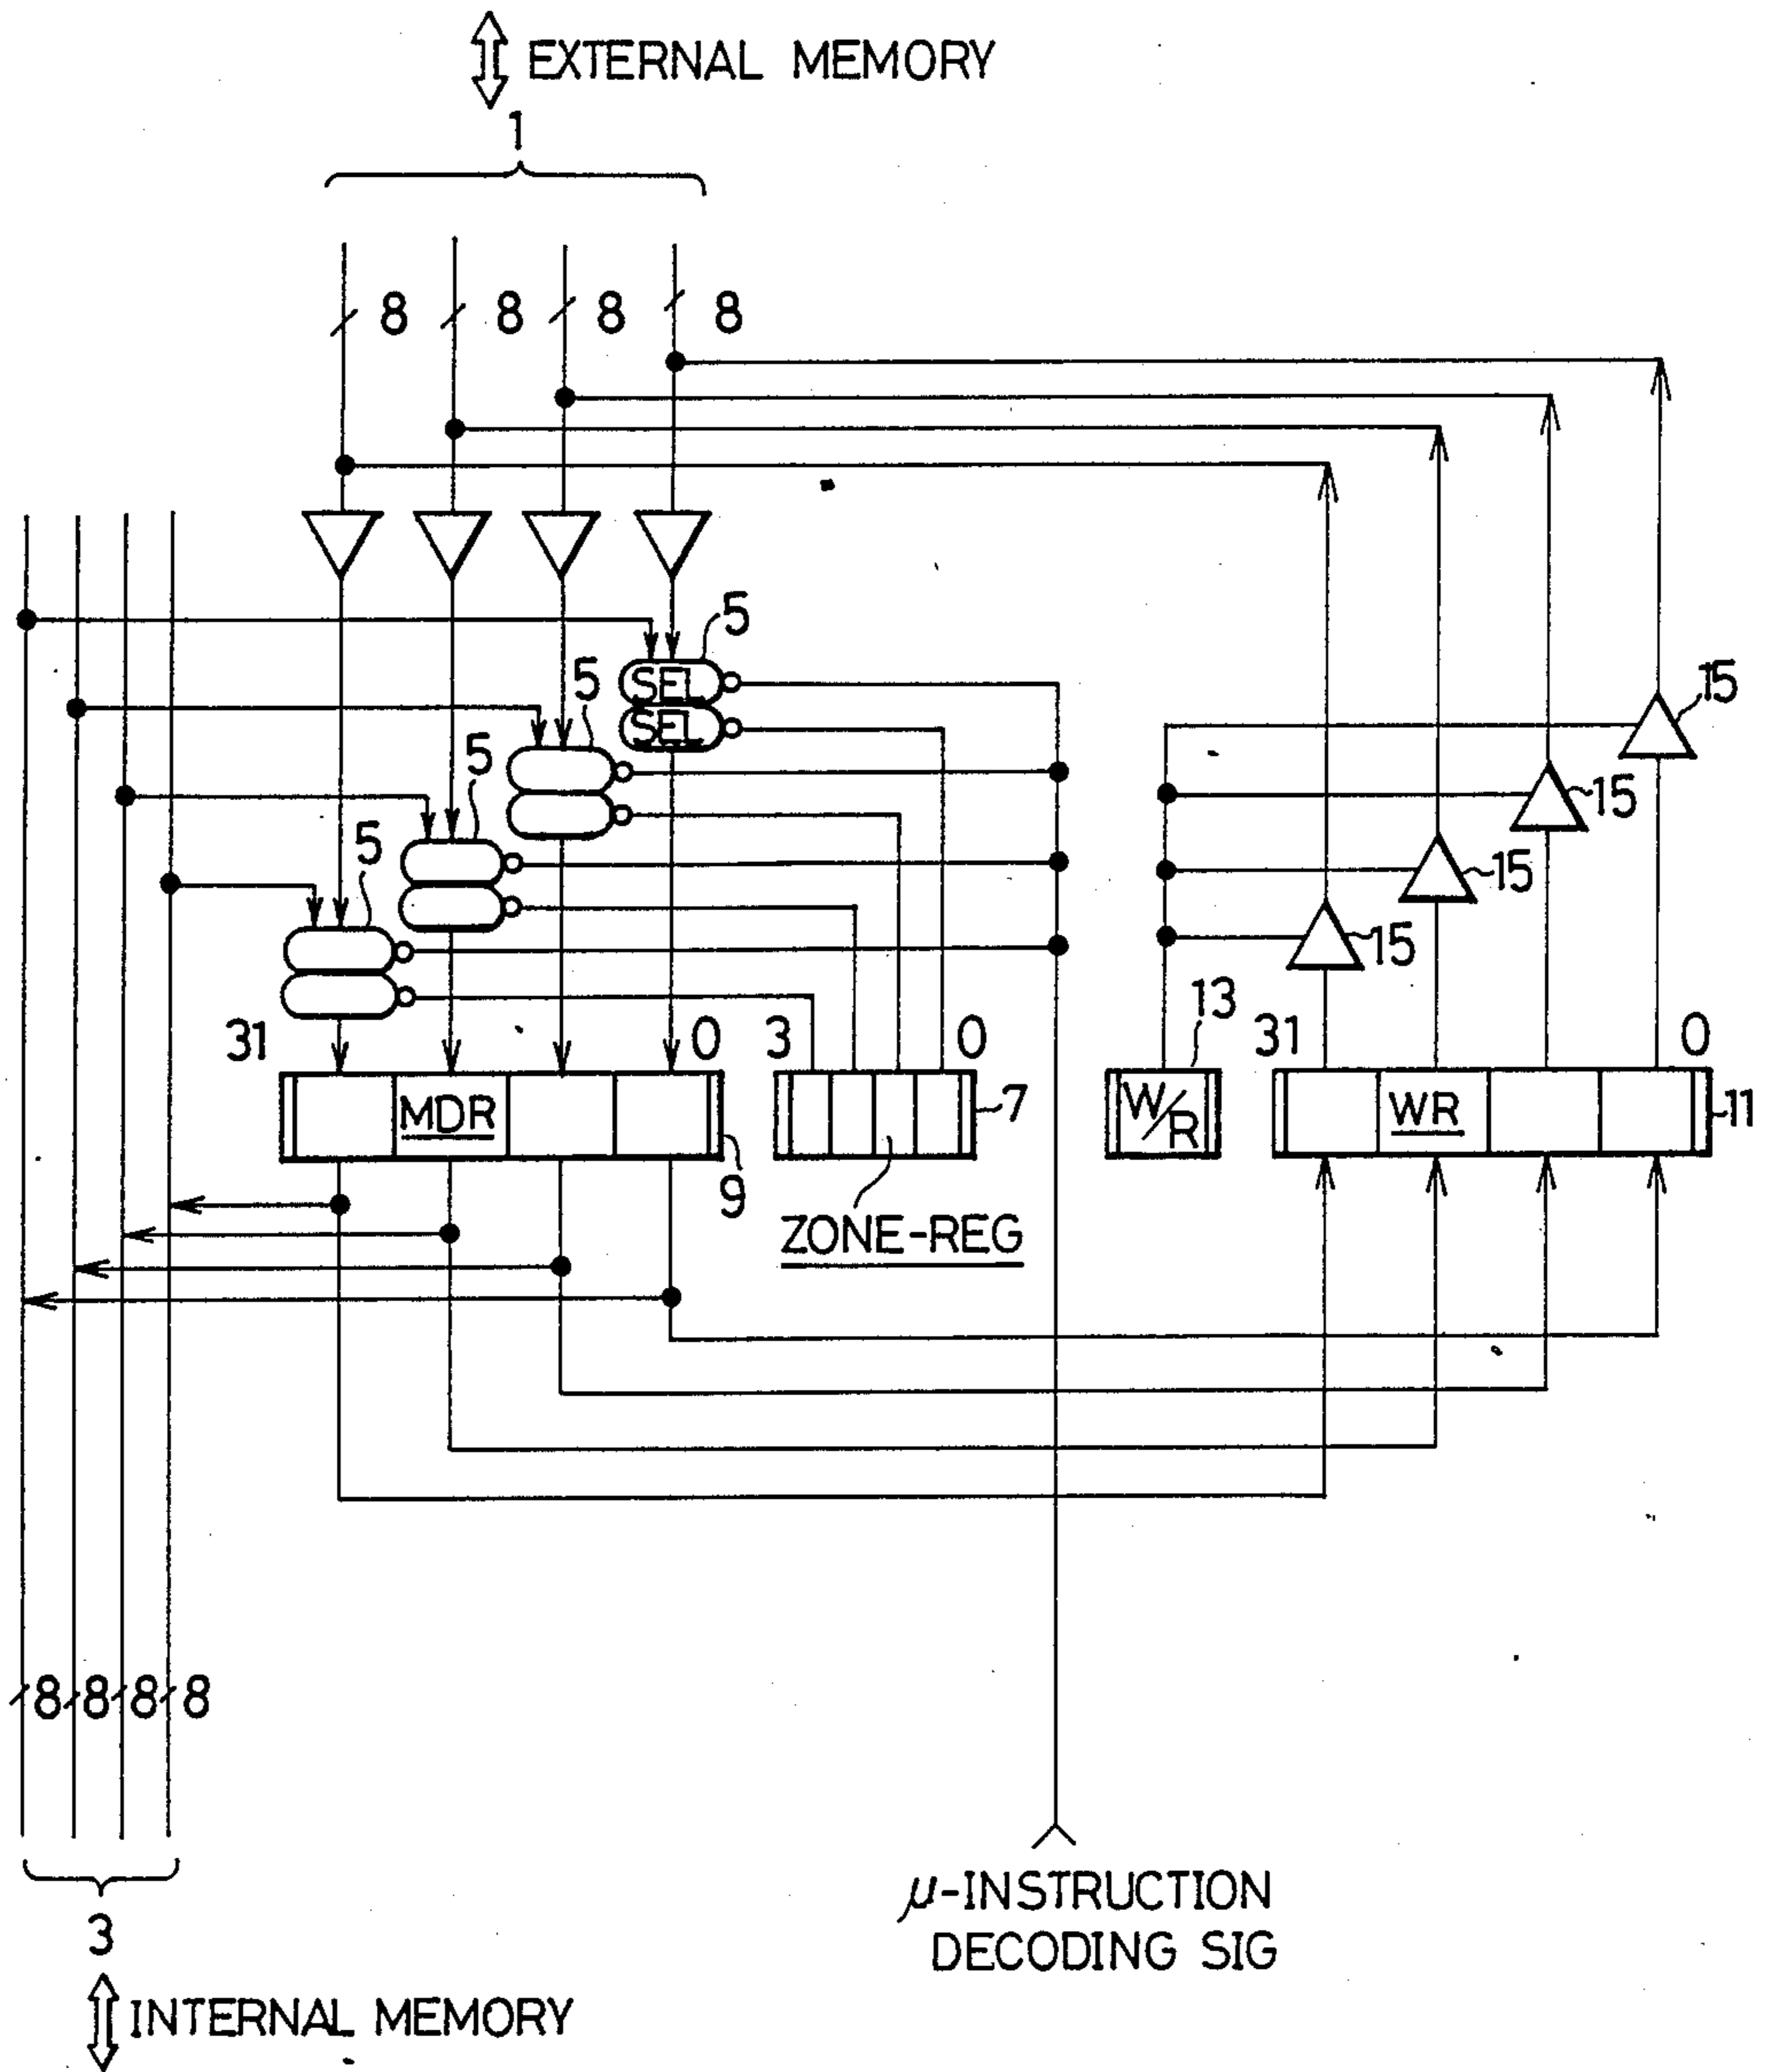 EXTERNAL MEMORY
1
8 8 8 8
5
SEL
5
SEL
15
5
15
5
15
15
13
31 0 3 0 31 0
MDR
W/R
WR
7
11
9
ZONE-REG
8 8 8 8
μ-INSTRUCTION
DECODING SIG
3
INTERNAL MEMORY